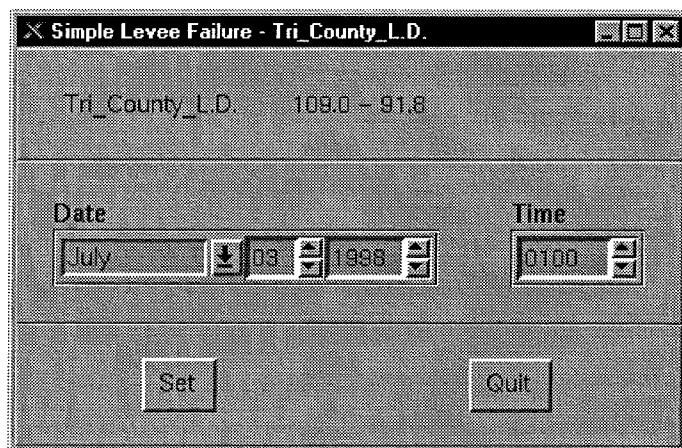 Simple Levee Failure - Tri_County_L.D.
Tri_County_L.D. 109.0 - 91.8
Date Time
July 03 1998 0100
Set Quit